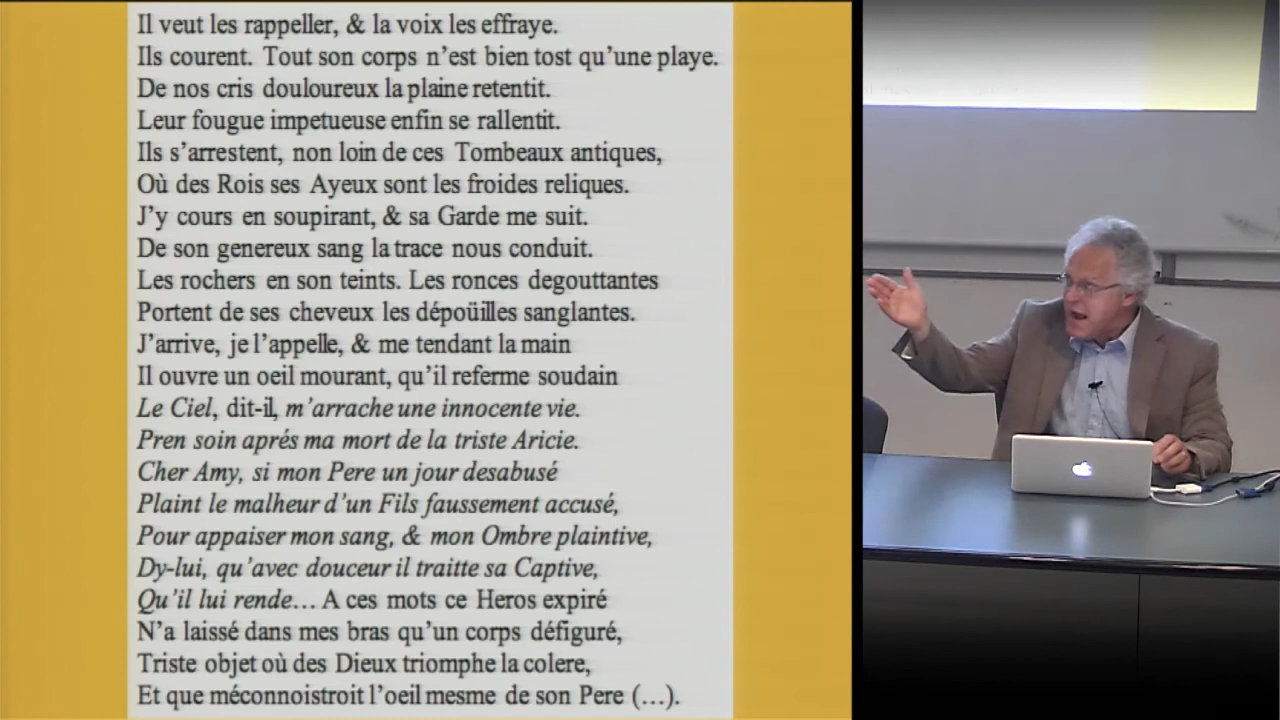 Il veut les rappeller, & la voix les effraye.
Ils courent. Tout son corps n’est bien tost qu’une playe.
De nos cris douloureux la plaine retentit.
Leur fougue impetueuse enfin se rallentit.
Ils s’arrestent, non loin de ces Tombeaux antiques,
Où des Rois ses Ayeux sont les froides reliques.
J’y cours en soupirant, & sa Garde me suit.
De son genereux sang la trace nous conduit.
Les rochers en son teints. Les ronces degouttantes
Portent de ses cheveux les dépoüilles sanglantes.
J’arrive, je l’appelle, & me tendant la main
Il ouvre un oeil mourant, qu’il referme soudain
Le Ciel, dit-il, m’arrache une innocente vie.
Pren soin aprés ma mort de la triste Aricie.
Cher Amy, si mon Pere un jour desabusé
Plaint le malheur d’un Fils faussement accusé,
Pour appaiser mon sang, & mon Ombre plaintive,
Dy-lui, qu’avec douceur il traitte sa Captive,
Qu’il lui rende… A ces mots ce Heros expiré
N’a laissé dans mes bras qu’un corps défiguré,
Triste objet où des Dieux triomphe la colere,
Et que méconnoistroit l’oeil mesme de son Pere (…).